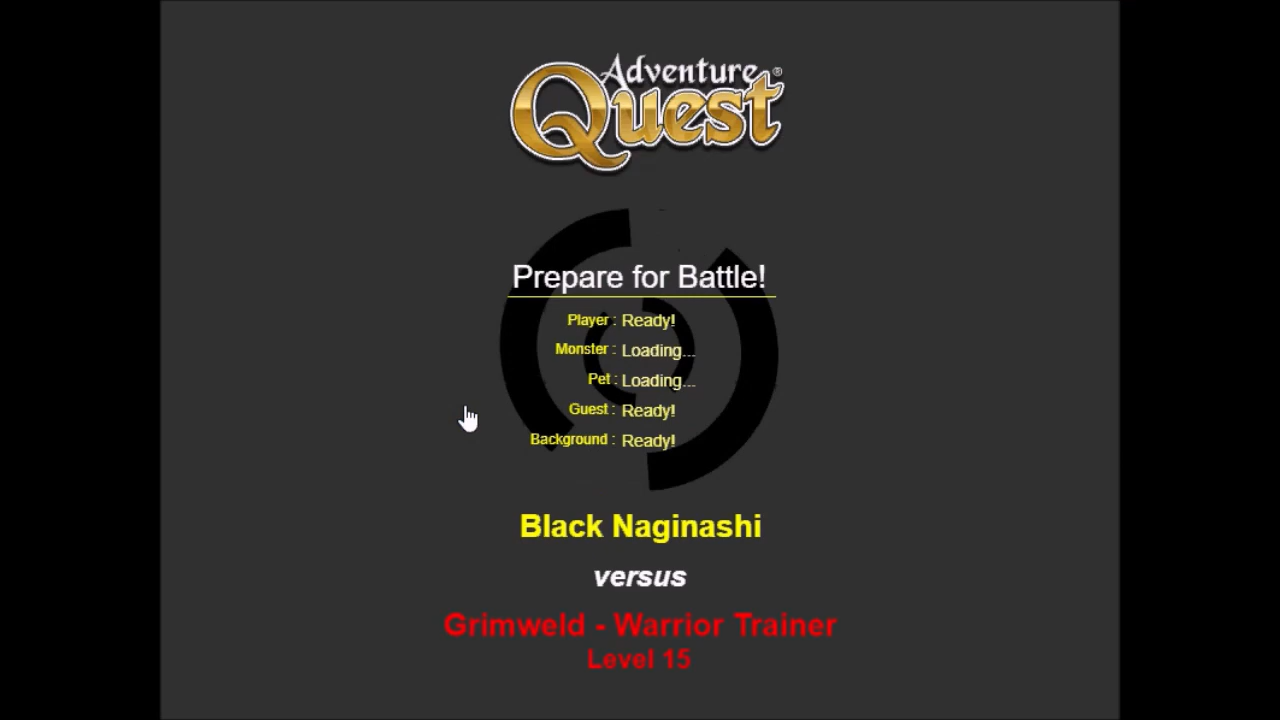 Adventure
Quest®
Prepare for Battle!
Player : Ready!
Monster : Loading...
Pet : Loading...
Guest : Ready!
Background : Ready!
Black Naginashi
versus
Grimweld - Warrior Trainer
Level 15